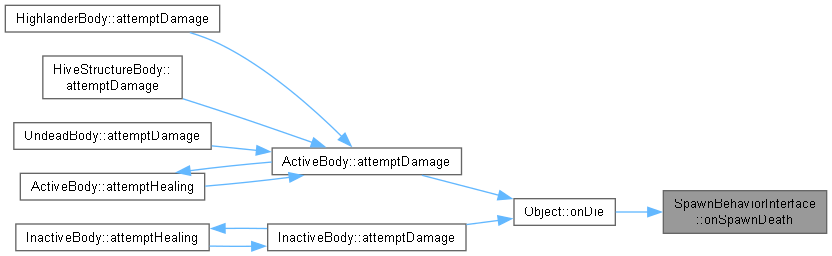 HighlanderBody::attemptDamage
HiveStructureBody::
attemptDamage
UndeadBody::attemptDamage
ActiveBody::attemptDamage
ActiveBody::attemptHealing
Object::onDie
SpawnBehaviorInterface
::onSpawnDeath
InactiveBody::attemptHealing
InactiveBody::attemptDamage